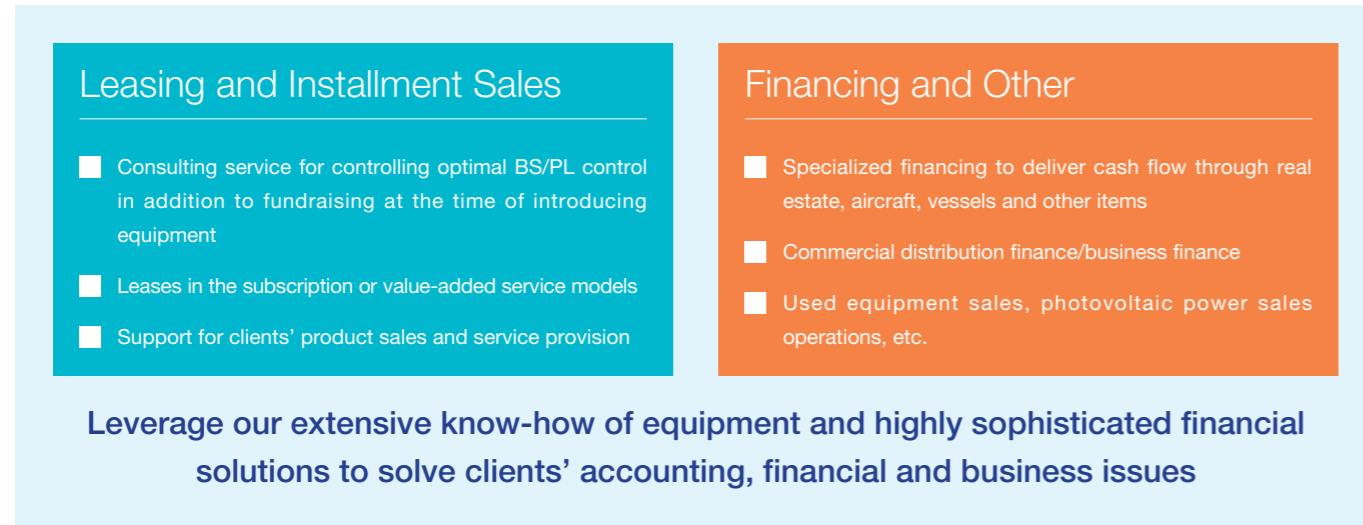 Leasing and Installment Sales
Consulting service for controlling optimal BS/PL control
in addition to fundraising at the time of introducing
equipment
Leases in the subscription or value-added service models
Support for clients’ product sales and service provision
Financing and Other
Specialized financing to deliver cash flow through real
estate, aircraft, vessels and other items
Commercial distribution finance/business finance
Used equipment sales, photovoltaic power sales
operations, etc.
Leverage our extensive know-how of equipment and highly sophisticated financial
solutions to solve clients’ accounting, financial and business issues